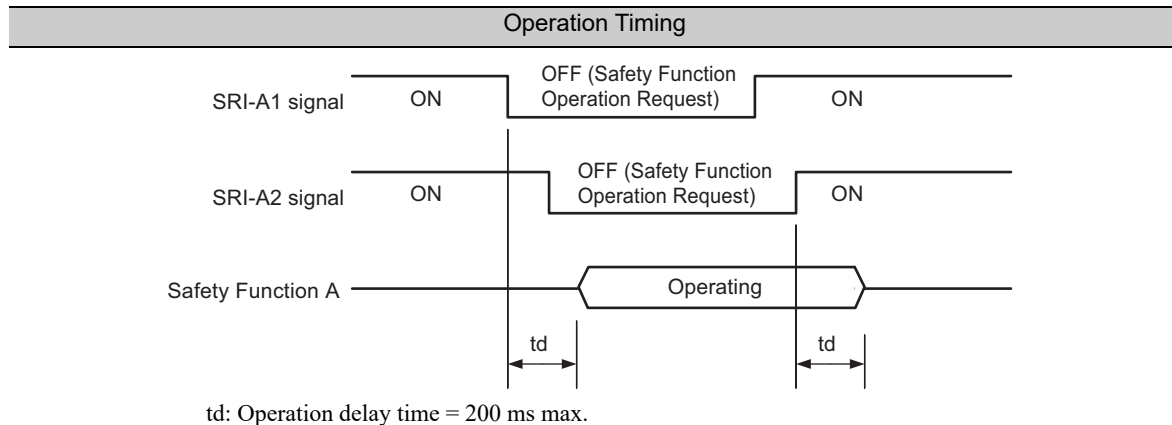 Operation Timing
SRI-A1 signal
ON
OFF (Safety Function
Operation Request)
ON
SRI-A2 signal
ON
OFF (Safety Function
Operation Request)
ON
Safety Function A
Operating
td
td
td: Operation delay time = 200 ms max.